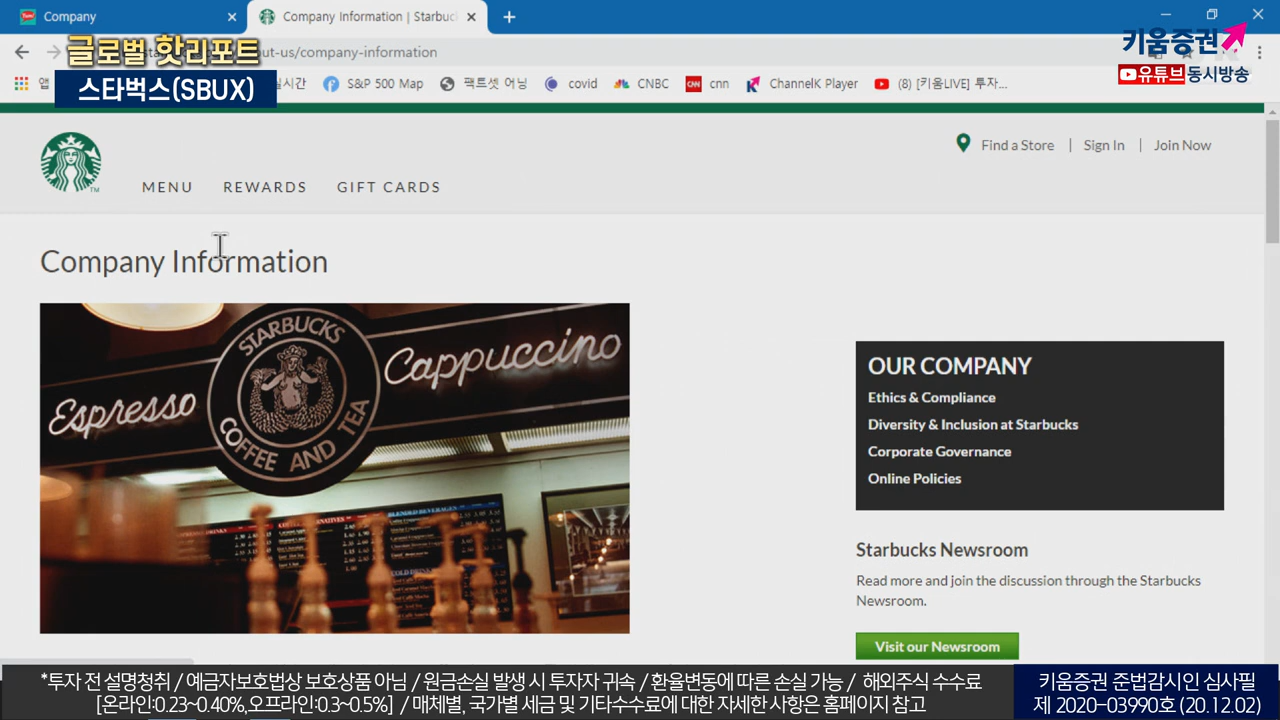 Company
Company Information | Starbuc
글로벌 핫리포트
스타벅스(SBUX)
out-us/company-information
키움증권
유튜브 동시방송
앱
실시간
S&P 500 Map
팩트셋 어닝
covid
CNBC
cnn
ChannelK Player
(8) [키움LIVE] 투자...
Find a Store | Sign In | Join Now
MENU REWARDS GIFT CARDS
Company Information
STARBUCKS
COFFEE AND TEA
Espresso
Cappuccino
OUR COMPANY
Ethics & Compliance
Diversity & Inclusion at Starbucks
Corporate Governance
Online Policies
Starbucks Newsroom
Read more and join the discussion through the Starbucks
Newsroom.
Visit our Newsroom
*투자 전 설명청취 / 예금자보호법상 보호상품 아님 / 원금손실 발생 시 투자자 귀속 / 환율변동에 따른 손실 가능 / 해외주식 수수료
[온라인:0.23~0.40%,오프라인:0.3~0.5%] / 매체별, 국가별 세금 및 기타수수료에 대한 자세한 사항은 홈페이지 참고
키움증권 준법감시인 심사필
제 2020-03990호 (20.12.02)